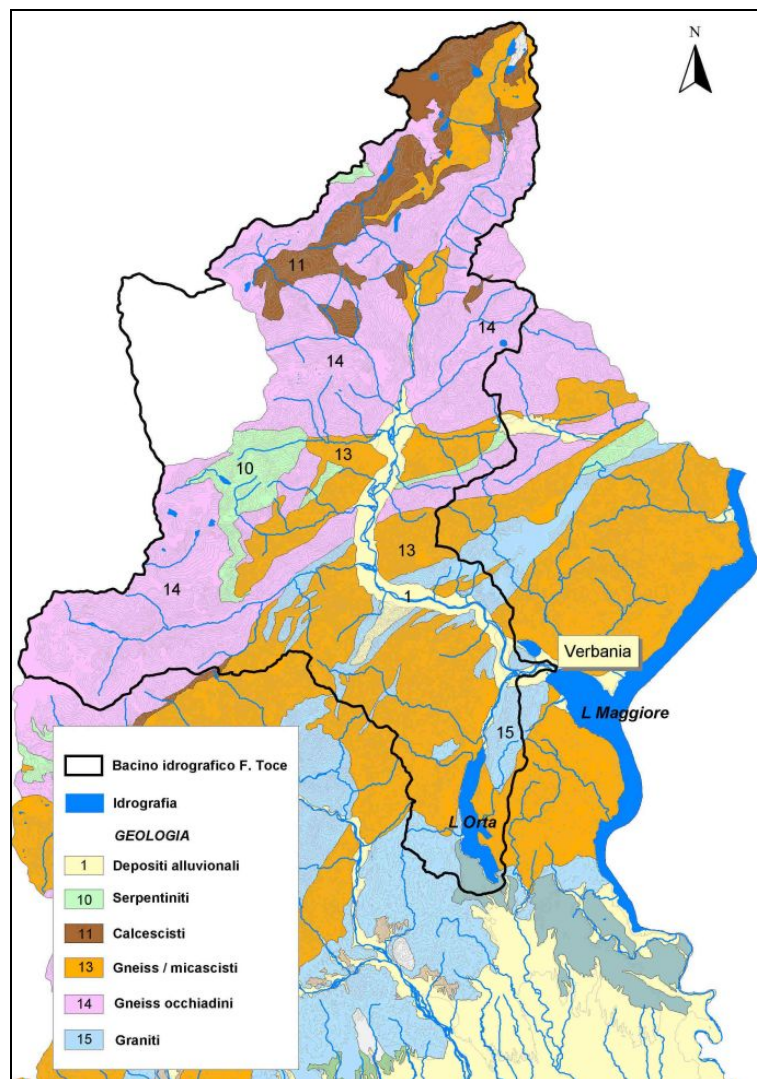 N
11
14
14
13
10
13
14
1
Verbania
L Maggiore
15
L Orta
Bacino idrografico F. Toce
Idrografia
GEOLOGIA
1 Depositi alluvionali
10 Serpentiniti
11 Calcescisti
13 Gneiss / micascisti
14 Gneiss occhiadini
15 Graniti